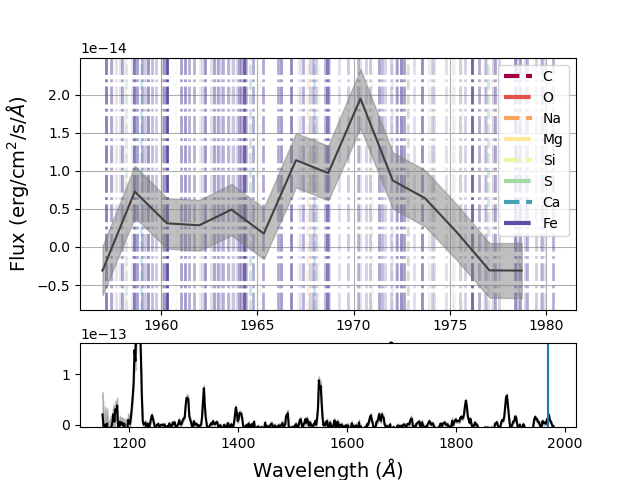 1e−14
2.0
1.5
1.0
0.5
0.0
−0.5
Flux (erg/cm²/s/Å)
C
O
Na
Mg
Si
S
Ca
Fe
1960 1965 1970 1975 1980
1e−13
1
0
1200 1400 1600 1800 2000
Wavelength (Å)